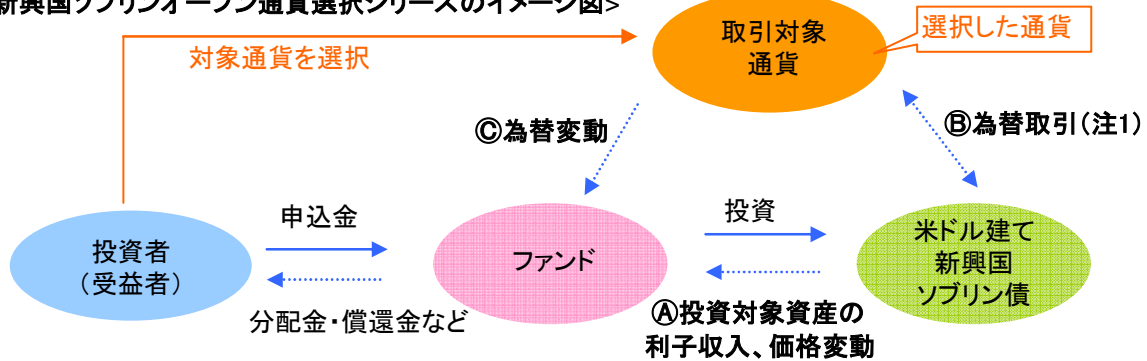 新興国ソブリンオープン通貨選択シリーズのイメージ図>
取引対象
通貨
選択した通貨
対象通貨を選択
Ⓒ為替変動
Ⓑ為替取引(注1)
申込金
投資
投資者
(受益者)
ファンド
米ドル建て
新興国
ソブリン債
分配金・償還金など
Ⓐ投資対象資産の
利子収入、価格変動